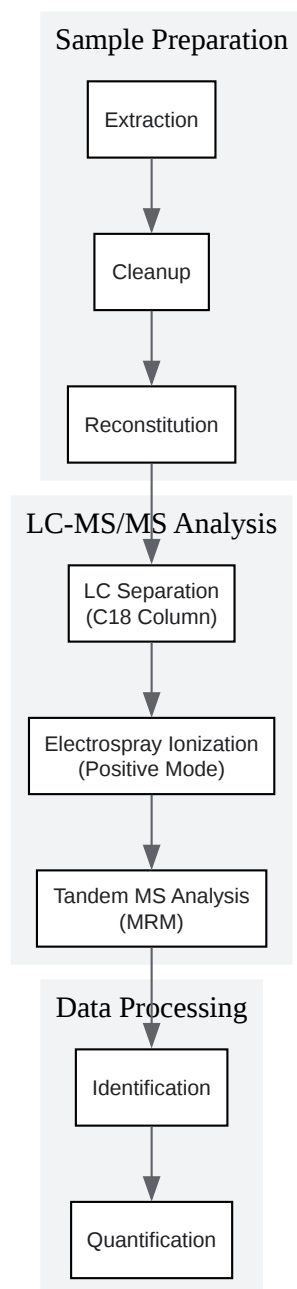 Sample Preparation
Extraction
Cleanup
Reconstitution
LC-MS/MS Analysis
LC Separation
(C18 Column)
Electrospray Ionization
(Positive Mode)
Tandem MS Analysis
(MRM)
Data Processing
Identification
Quantification